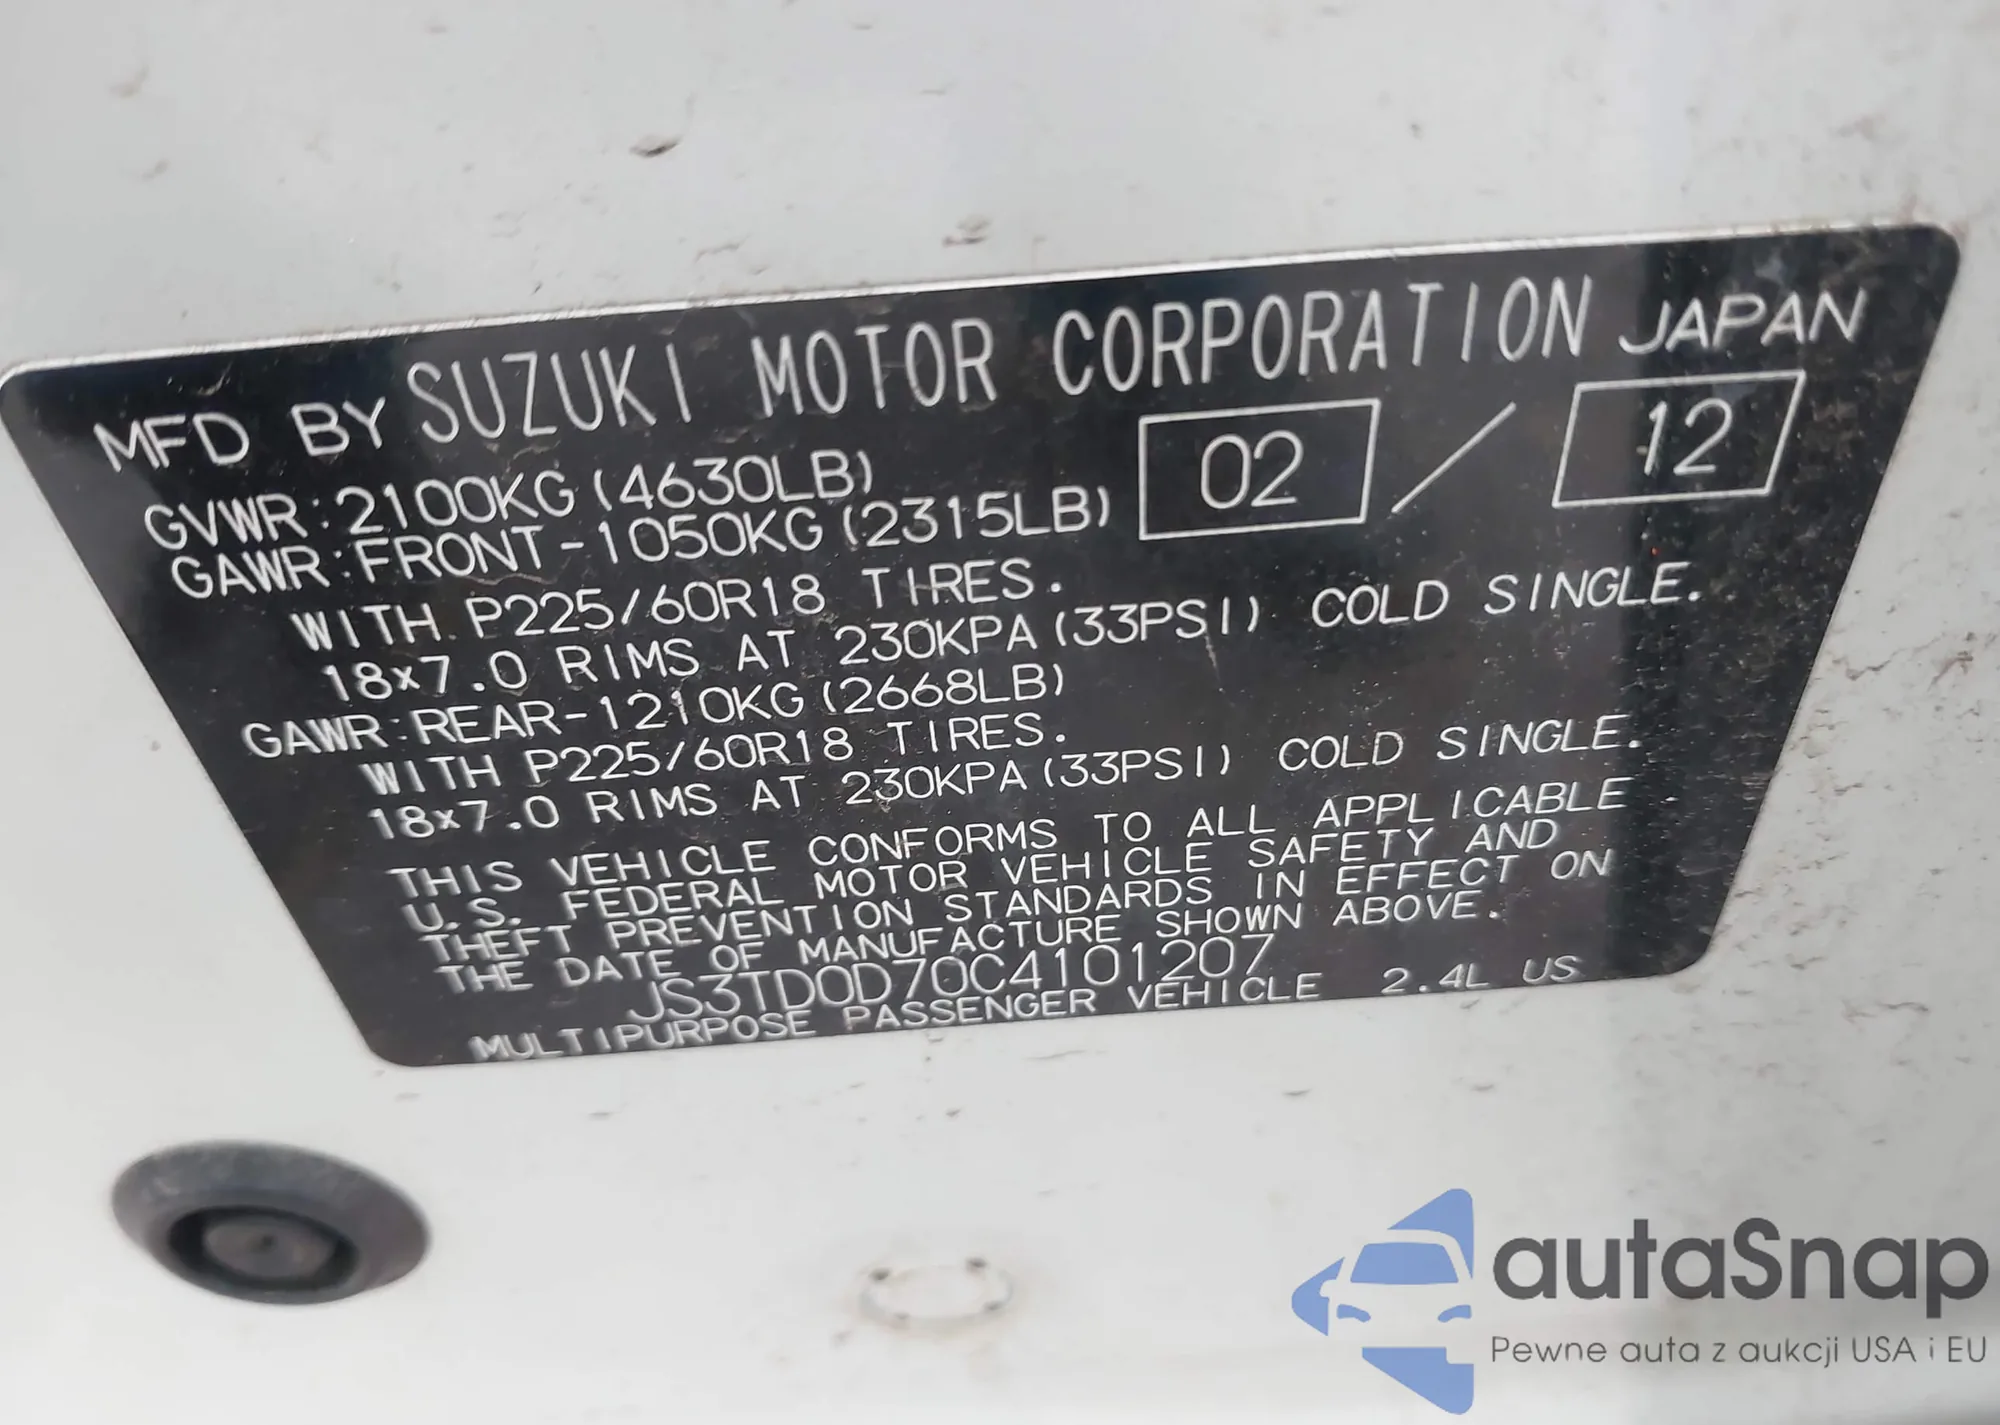 MFD BY SUZUKI MOTOR CORPORATION JAPAN
GVWR:2100KG(4630LB) 02 / 12
GAWR:FRONT-1050KG(2315LB)
WITH P225/60R18 TIRES.
18x7.0 RIMS AT 230KPA(33PSI) COLD SINGLE.
GAWR:REAR-1210KG(2668LB)
WITH P225/60R18 TIRES.
18x7.0 RIMS AT 230KPA(33PSI) COLD SINGLE.
THIS VEHICLE CONFORMS TO ALL APPLICABLE
U.S. FEDERAL MOTOR VEHICLE SAFETY AND
THEFT PREVENTION STANDARDS IN EFFECT ON
THE DATE OF MANUFACTURE SHOWN ABOVE.
JS3TD0D70C4101207
MULTIPURPOSE PASSENGER VEHICLE 2.4L US
autaSnap
Pewne auta z aukcji USA i EU